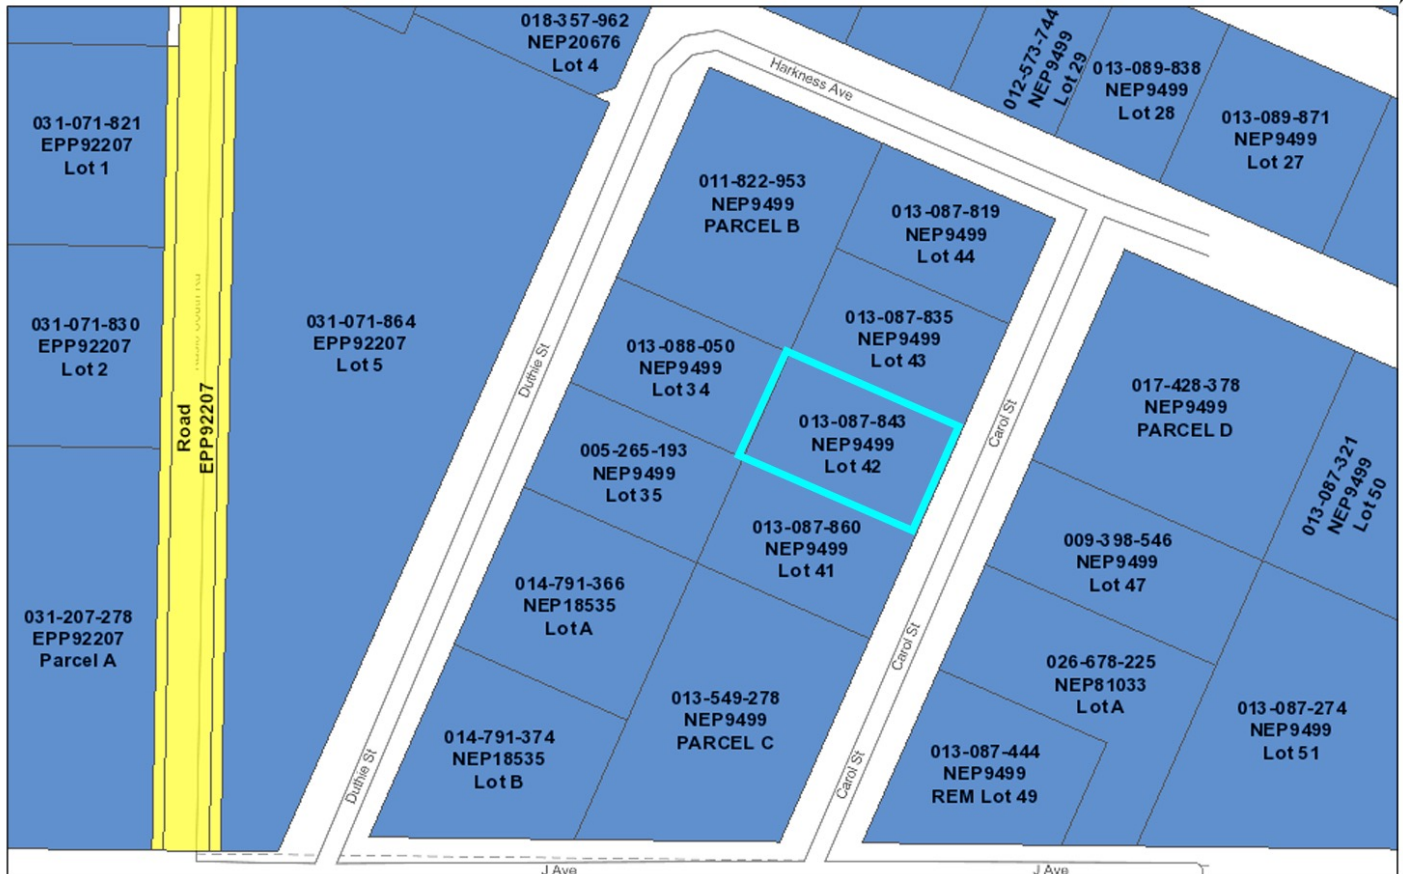 018-357-962
NEP20676
Lot 4
Harkness Ave
012-573-744
NEP9499
Lot 29
013-089-838
NEP9499
Lot 28
013-089-871
NEP9499
Lot 27
031-071-821
EPP92207
Lot 1
011-822-953
NEP9499
PARCEL B
013-087-819
NEP9499
Lot 44
031-071-830
EPP92207
Lot 2
031-071-864
EPP92207
Lot 5
Road
EPP92207
Duthie St
013-088-050
NEP9499
Lot 34
013-087-835
NEP9499
Lot 43
013-087-843
NEP9499
Lot 42
Carol St
017-428-378
NEP9499
PARCEL D
013-087-321
NEP9499
Lot 50
005-265-193
NEP9499
Lot 35
013-087-860
NEP9499
Lot 41
009-398-546
NEP9499
Lot 47
031-207-278
EPP92207
Parcel A
014-791-366
NEP18535
Lot A
Carol St
026-678-225
NEP81033
Lot A
013-549-278
NEP9499
PARCEL C
013-087-274
NEP9499
Lot 51
014-791-374
NEP18535
Lot B
Duthie St
Carol St
013-087-444
NEP9499
REM Lot 49
J Ave
J Ave